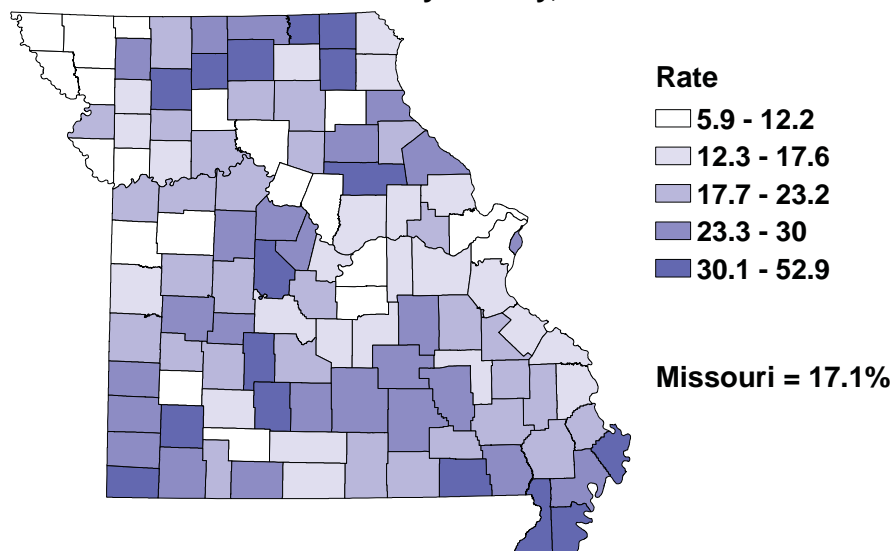 Rate
5.9 - 12.2
12.3 - 17.6
17.7 - 23.2
23.3 - 30
30.1 - 52.9
Missouri = 17.1%